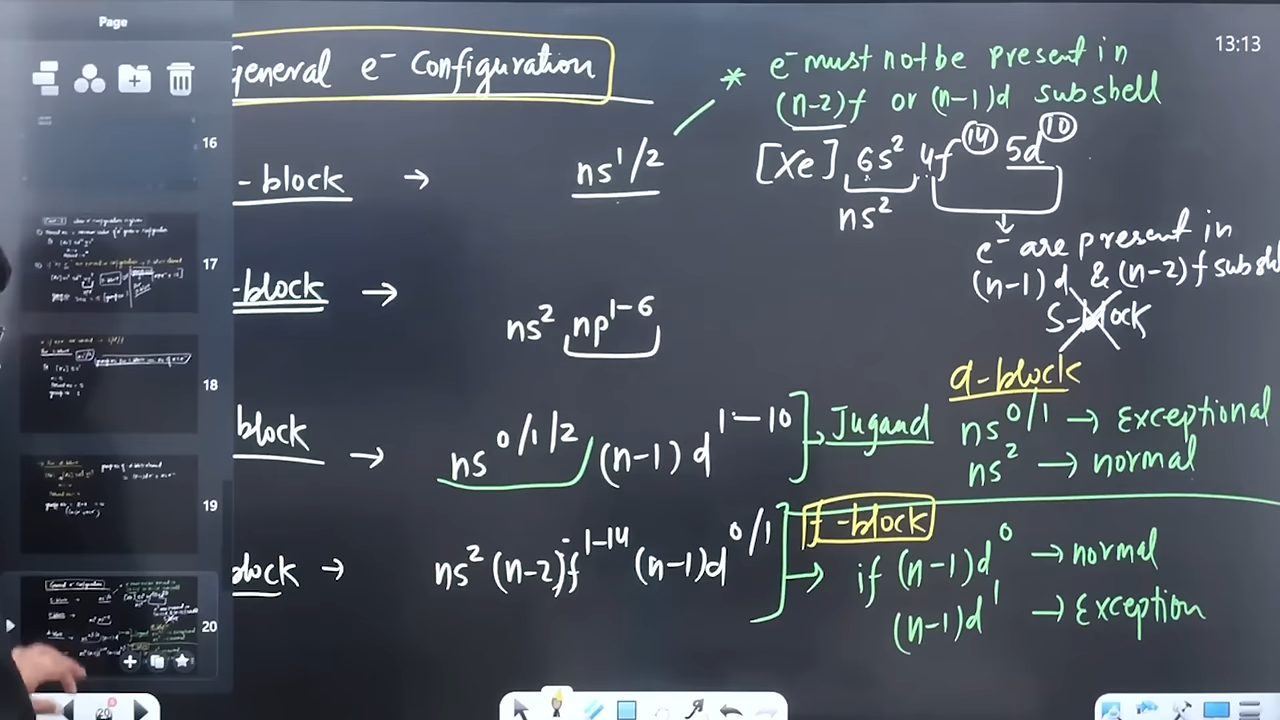 Page
13:13
16
17
18
19
20
General e⁻ Configuration
* e⁻ must not be present in
(n-2)f or (n-1)d subshell
- block → ns¹/²
[Xe] 6s² 4f¹⁴ 5d¹⁰
ns²
e⁻ are present in
(n-1)d & (n-2)f subshell
s-block
-block → ns² np¹⁻⁶
block → ns⁰/¹/² (n-1)d¹⁻¹⁰ → Jugaad
d-block
ns⁰/¹ → Exceptional
ns² → normal
block → ns² (n-2)f¹⁻¹⁴ (n-1)d⁰/¹
f-block
→ if (n-1)d⁰ → normal
(n-1)d¹ → Exception
20